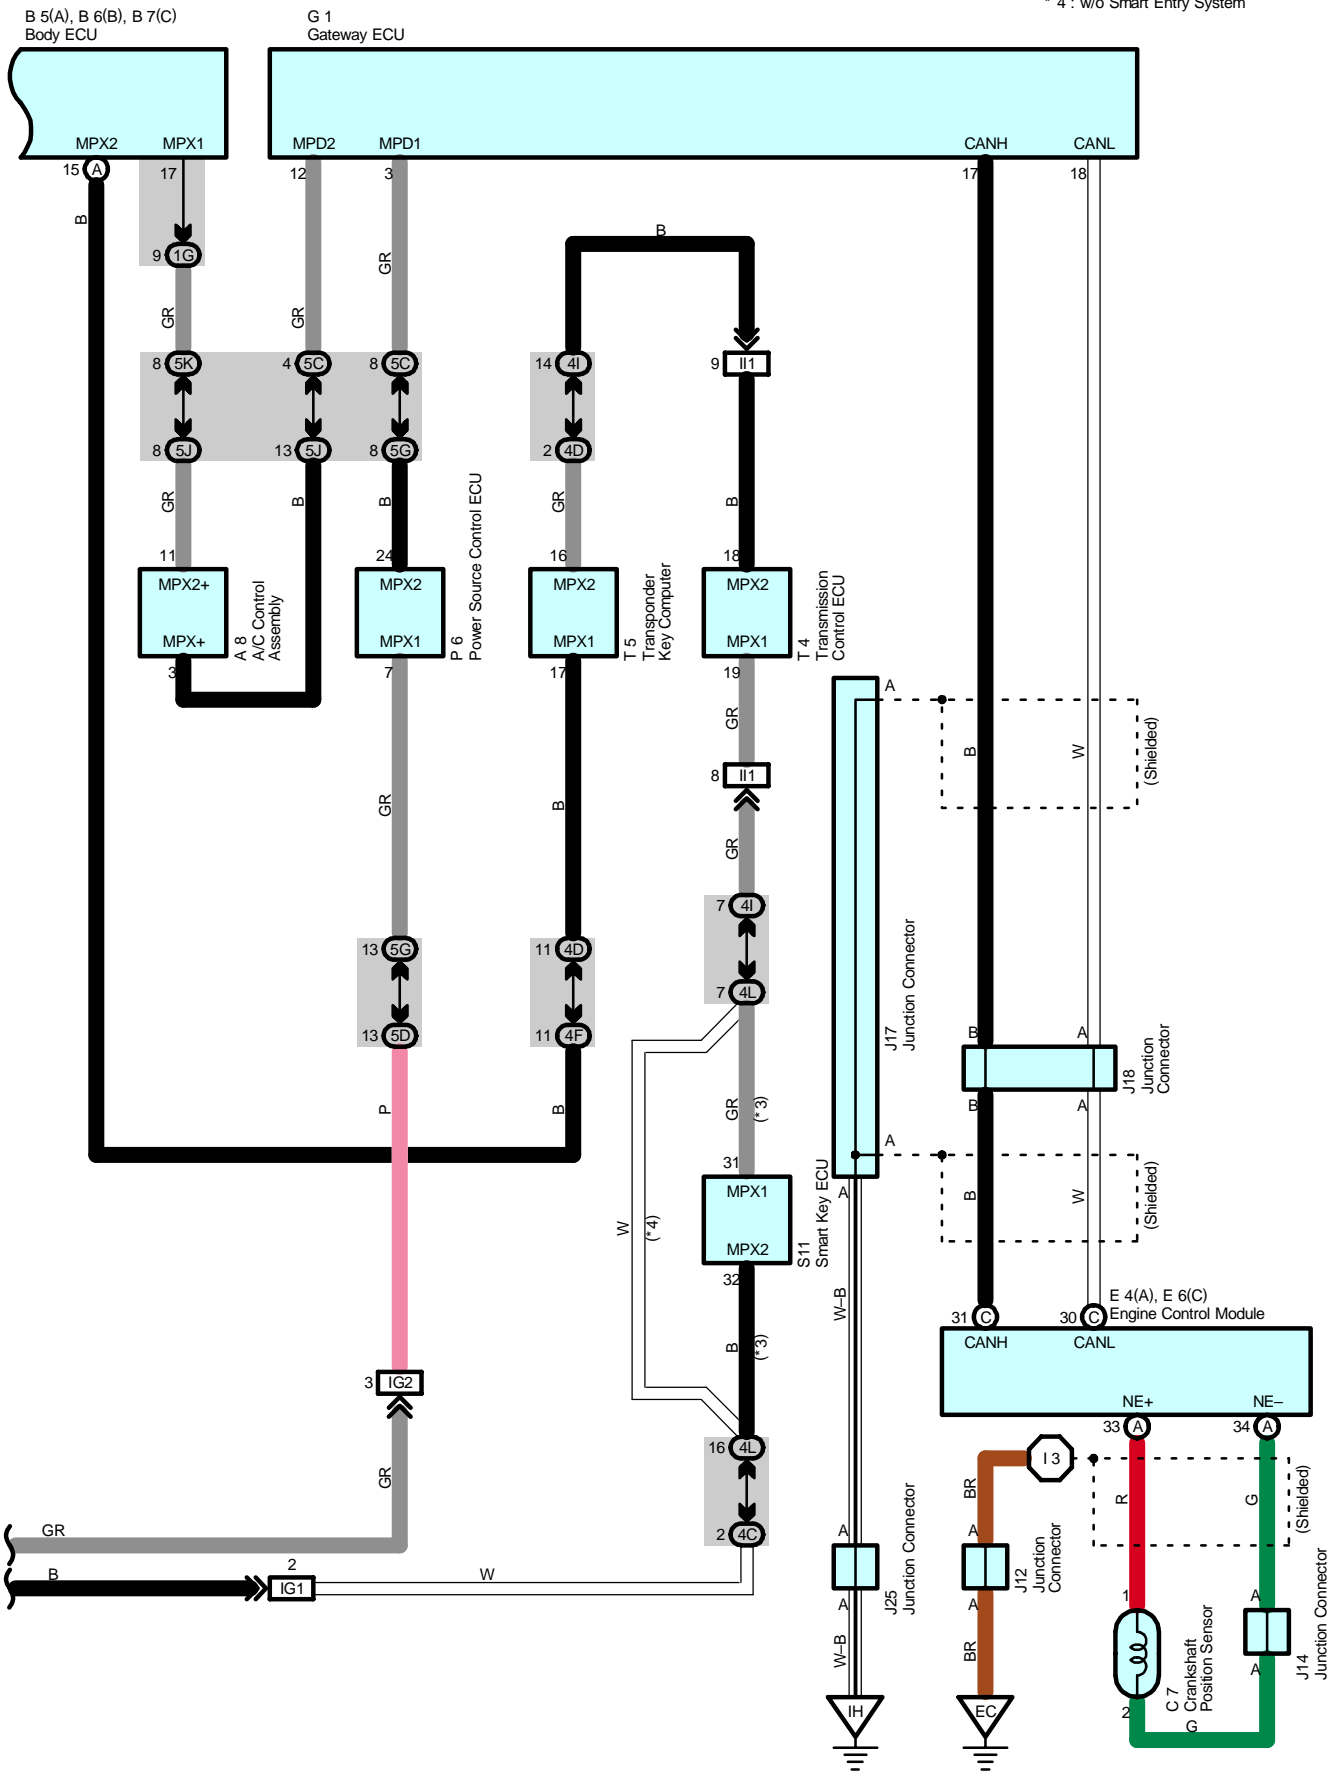 * 4 : w/o Smart Entry System
B 5(A), B 6(B), B 7(C)
Body ECU
G 1
Gateway ECU
MPX2
MPX1
MPD2
MPD1
CANH
CANL
15
A
17
12
3
17
18
B
9
1G
GR
B
GR
GR
8
5K
4
5C
8
5C
14
4I
9
II1
8
5J
13
5J
8
5G
2
4D
GR
B
B
GR
B
11
24
16
18
MPX2+
MPX+
3
A 8
A/C Control
Assembly
MPX2
MPX1
7
P 6
Power Source Control ECU
MPX2
MPX1
17
T 5
Transponder
Key Computer
MPX2
MPX1
19
T 4
Transmission
Control ECU
GR
A
B
W
(Shielded)
8
II1
GR
B
GR
7
4I
7
4L
13
5G
13
5D
11
4D
11
4F
J17
Junction Connector
B
A
J18
Junction
Connector
B
A
P
B
GR
(* 3)
A
31
MPX1
MPX2
32
S11
Smart Key ECU
W
(* 4)
A
B
W
(Shielded)
W–B
31
C
30
C
E 4(A), E 6(C)
Engine Control Module
CANH
CANL
NE+
NE–
33
A
34
A
B
(* 3)
3
IG2
GR
16
4L
2
4C
GR
B
2
IG1
W
I 3
BR
R
G
(Shielded)
A
A
J25
Junction Connector
A
A
J12
Junction
Connector
W–B
BR
1
2
C 7
Crankshaft
Position Sensor
A
A
J14
Junction Connector
G
IH
EC